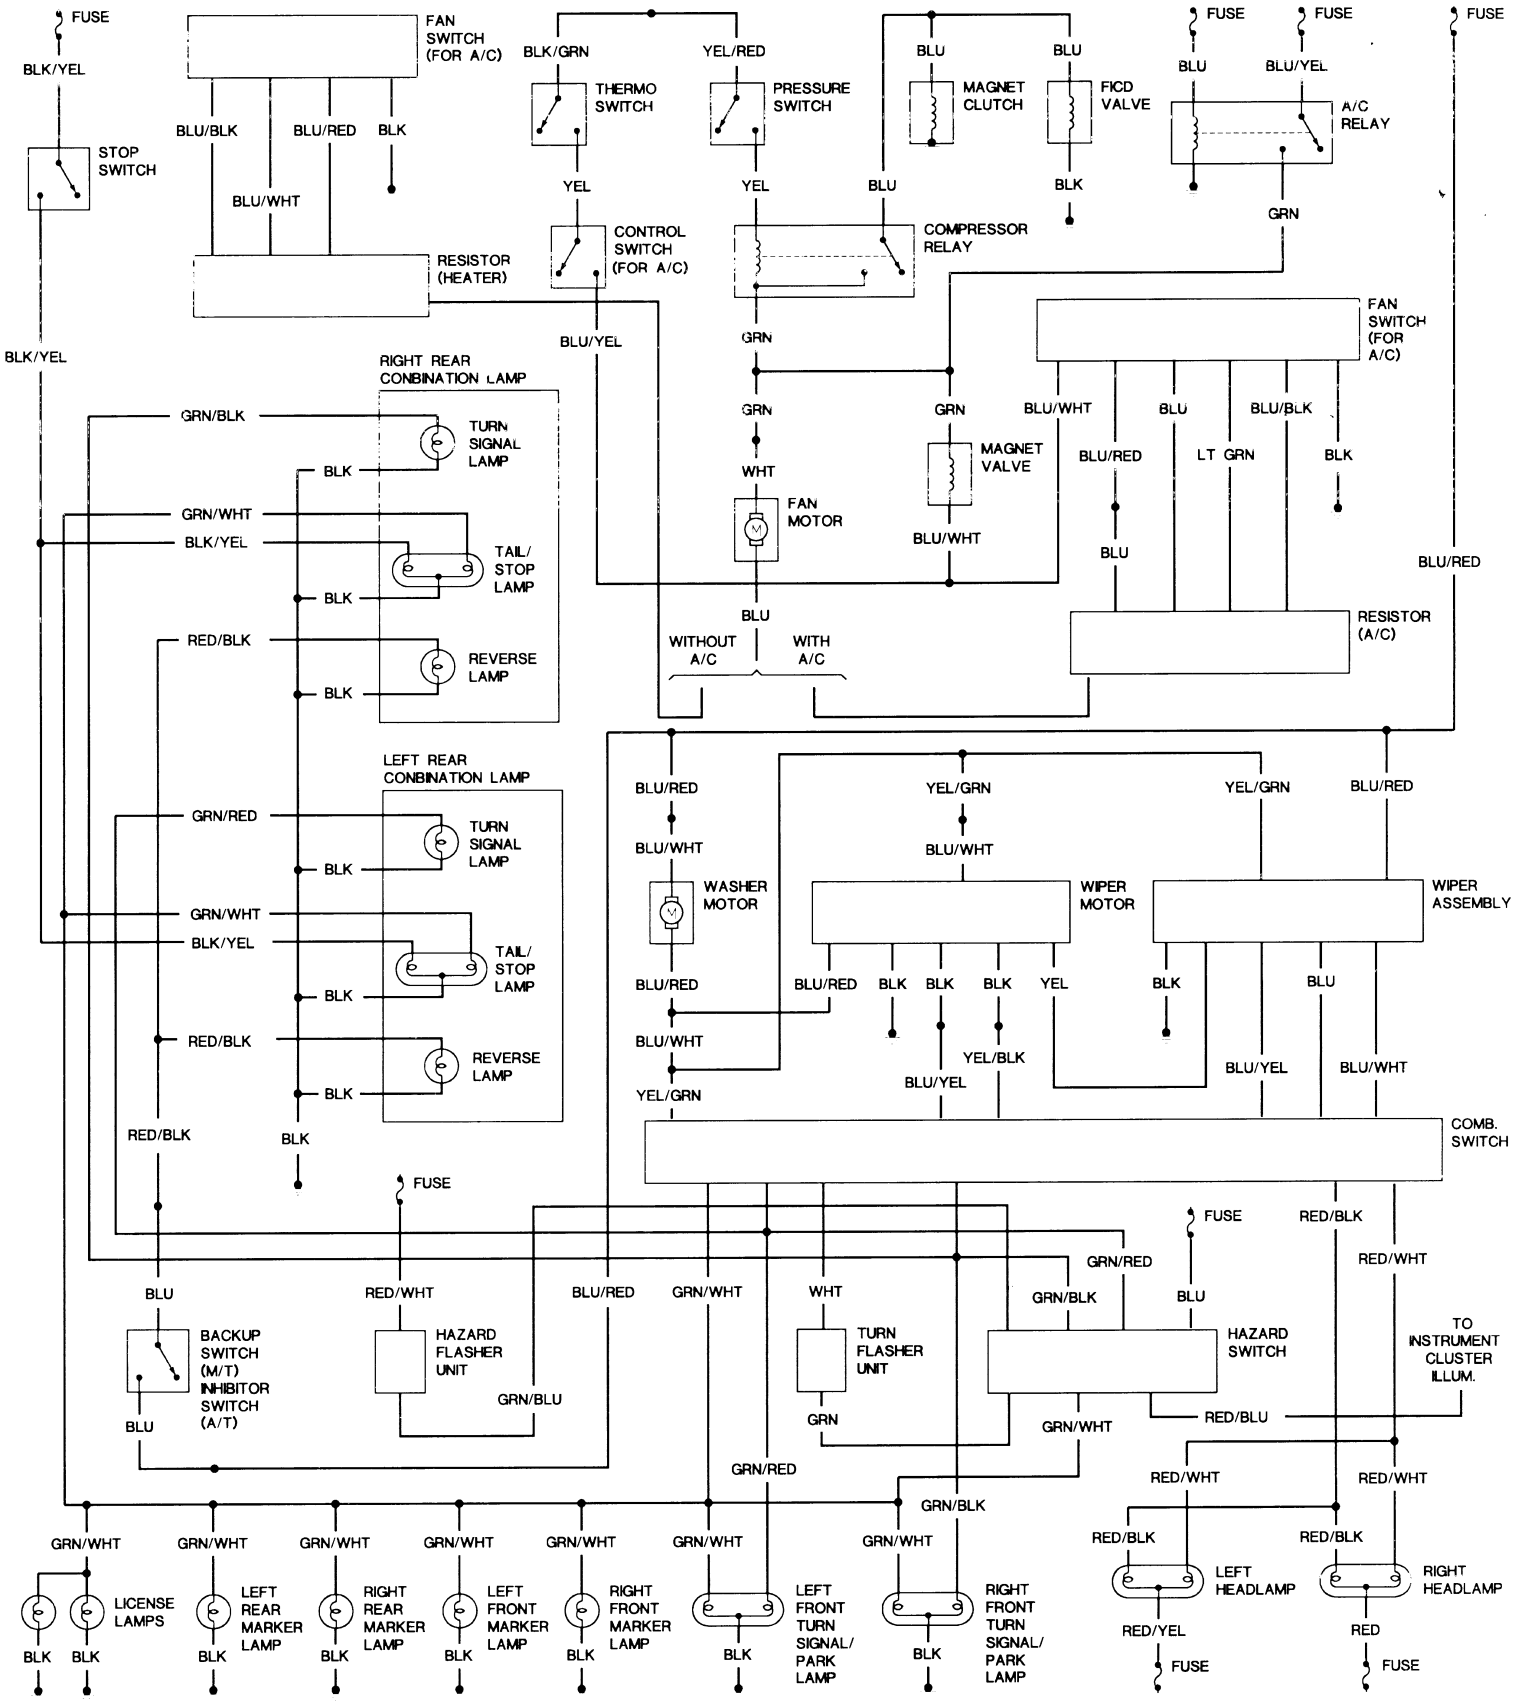 FUSE
BLK/YEL
STOP
SWITCH
BLK/YEL
FAN
SWITCH
(FOR A/C)
BLU/BLK
BLU/RED
BLK
BLU/WHT
RESISTOR
(HEATER)
BLK/GRN
YEL/RED
THERMO
SWITCH
PRESSURE
SWITCH
YEL
YEL
CONTROL
SWITCH
(FOR A/C)
BLU/YEL
BLU
BLU
MAGNET
CLUTCH
FICD
VALVE
BLU
BLK
COMPRESSOR
RELAY
FUSE
FUSE
FUSE
BLU
BLU/YEL
A/C
RELAY
GRN
GRN
GRN
GRN
WHT
FAN
MOTOR
MAGNET
VALVE
BLU/WHT
BLU
WITHOUT
A/C
WITH
A/C
FAN
SWITCH
(FOR
A/C)
BLU/WHT
BLU
BLU/BLK
BLU/RED
LT GRN
BLK
BLU
BLU/RED
RESISTOR
(A/C)
RIGHT REAR
CONBINATION LAMP
GRN/BLK
TURN
SIGNAL
LAMP
BLK
GRN/WHT
BLK/YEL
TAIL/
STOP
LAMP
BLK
RED/BLK
REVERSE
LAMP
BLK
LEFT REAR
CONBINATION LAMP
GRN/RED
TURN
SIGNAL
LAMP
BLK
GRN/WHT
BLK/YEL
TAIL/
STOP
LAMP
BLK
RED/BLK
REVERSE
LAMP
BLK
RED/BLK
BLK
BLU/RED
YEL/GRN
YEL/GRN
BLU/RED
BLU/WHT
BLU/WHT
WASHER
MOTOR
WIPER
MOTOR
WIPER
ASSEMBLY
BLU/RED
BLU/RED
BLK
BLK
BLK
YEL
BLK
BLU
BLU/WHT
YEL/BLK
BLU/YEL
BLU/YEL
BLU/WHT
YEL/GRN
COMB.
SWITCH
FUSE
FUSE
RED/BLK
RED/WHT
GRN/RED
BLU
RED/WHT
BLU/RED
GRN/WHT
WHT
GRN/BLK
BLU
BACKUP
SWITCH
(M/T)
INHIBITOR
SWITCH
(A/T)
BLU
HAZARD
FLASHER
UNIT
GRN/BLU
TURN
FLASHER
UNIT
GRN
HAZARD
SWITCH
TO
INSTRUMENT
CLUSTER
ILLUM.
GRN/WHT
RED/BLU
GRN/RED
GRN/BLK
RED/WHT
RED/WHT
GRN/WHT
GRN/WHT
GRN/WHT
GRN/WHT
GRN/WHT
GRN/WHT
GRN/WHT
RED/BLK
RED/BLK
LICENSE
LAMPS
LEFT
REAR
MARKER
LAMP
RIGHT
REAR
MARKER
LAMP
LEFT
FRONT
MARKER
LAMP
RIGHT
FRONT
MARKER
LAMP
LEFT
FRONT
TURN
SIGNAL/
PARK
LAMP
RIGHT
FRONT
TURN
SIGNAL/
PARK
LAMP
LEFT
HEADLAMP
RIGHT
HEADLAMP
BLK
BLK
BLK
BLK
BLK
BLK
BLK
BLK
RED/YEL
RED
FUSE
FUSE
M
M